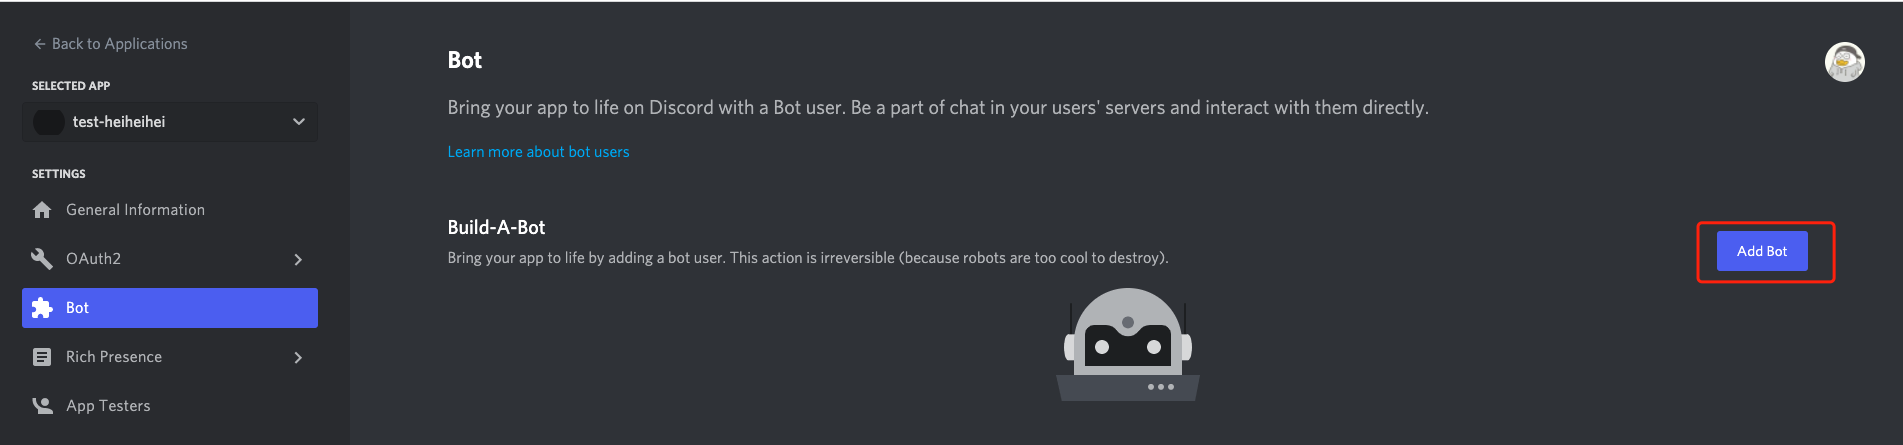 Back to Applications
SELECTED APP
test-heiheihei
SETTINGS
General Information
OAuth2
Bot
Rich Presence
App Testers
Bot
Bring your app to life on Discord with a Bot user. Be a part of chat in your users' servers and interact with them directly.
Learn more about bot users
Build-A-Bot
Bring your app to life by adding a bot user. This action is irreversible (because robots are too cool to destroy).
Add Bot